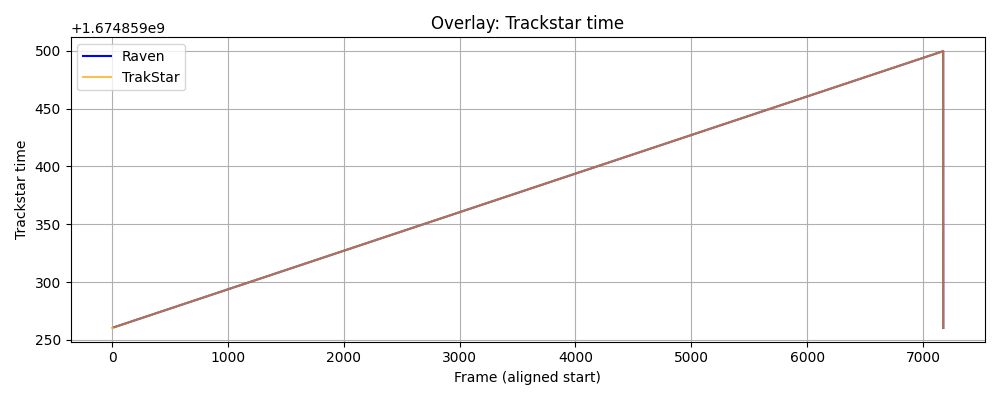 Overlay: Trackstar time
+1.674859e9
500
450
400
350
300
250
Trackstar time
Raven
TrakStar
0 1000 2000 3000 4000 5000 6000 7000
Frame (aligned start)